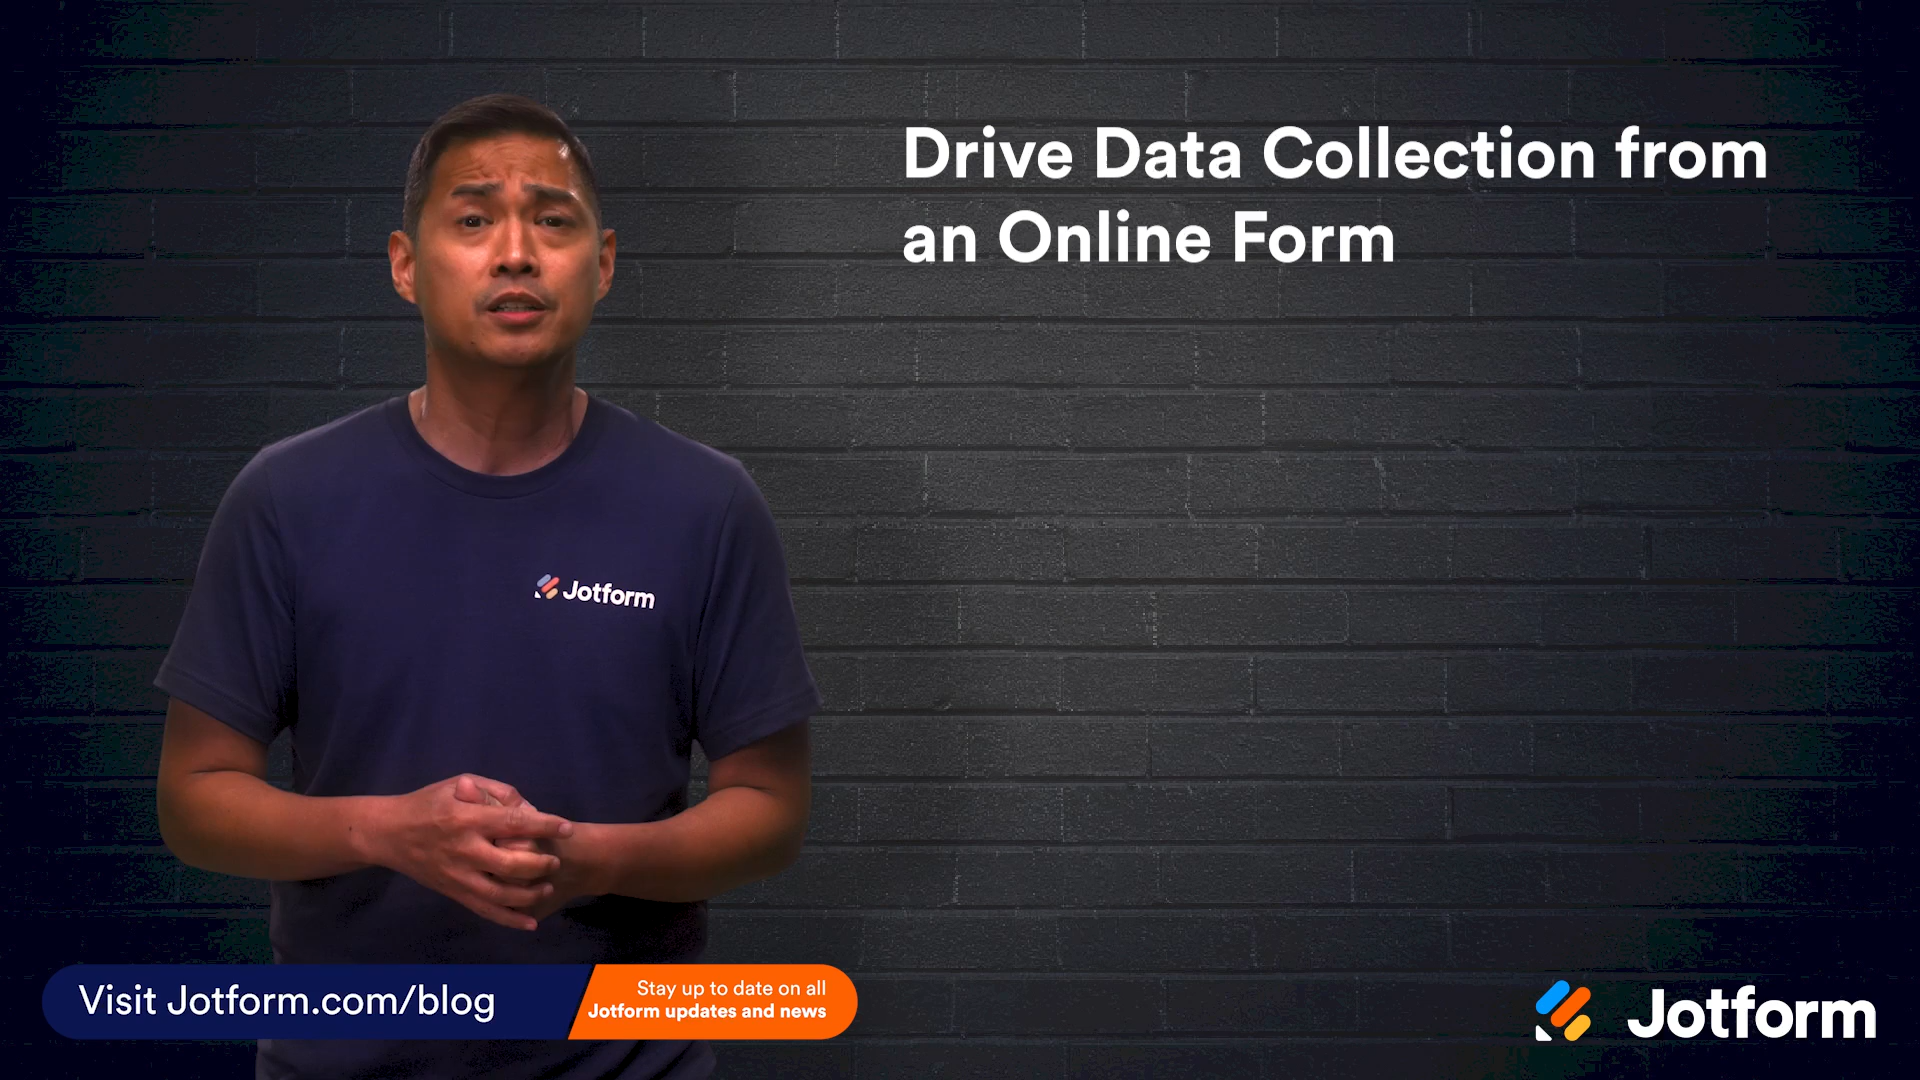 Drive Data Collection from
an Online Form
Jotform
Visit Jotform.com/blog
Stay up to date on all
Jotform updates and news
Jotform